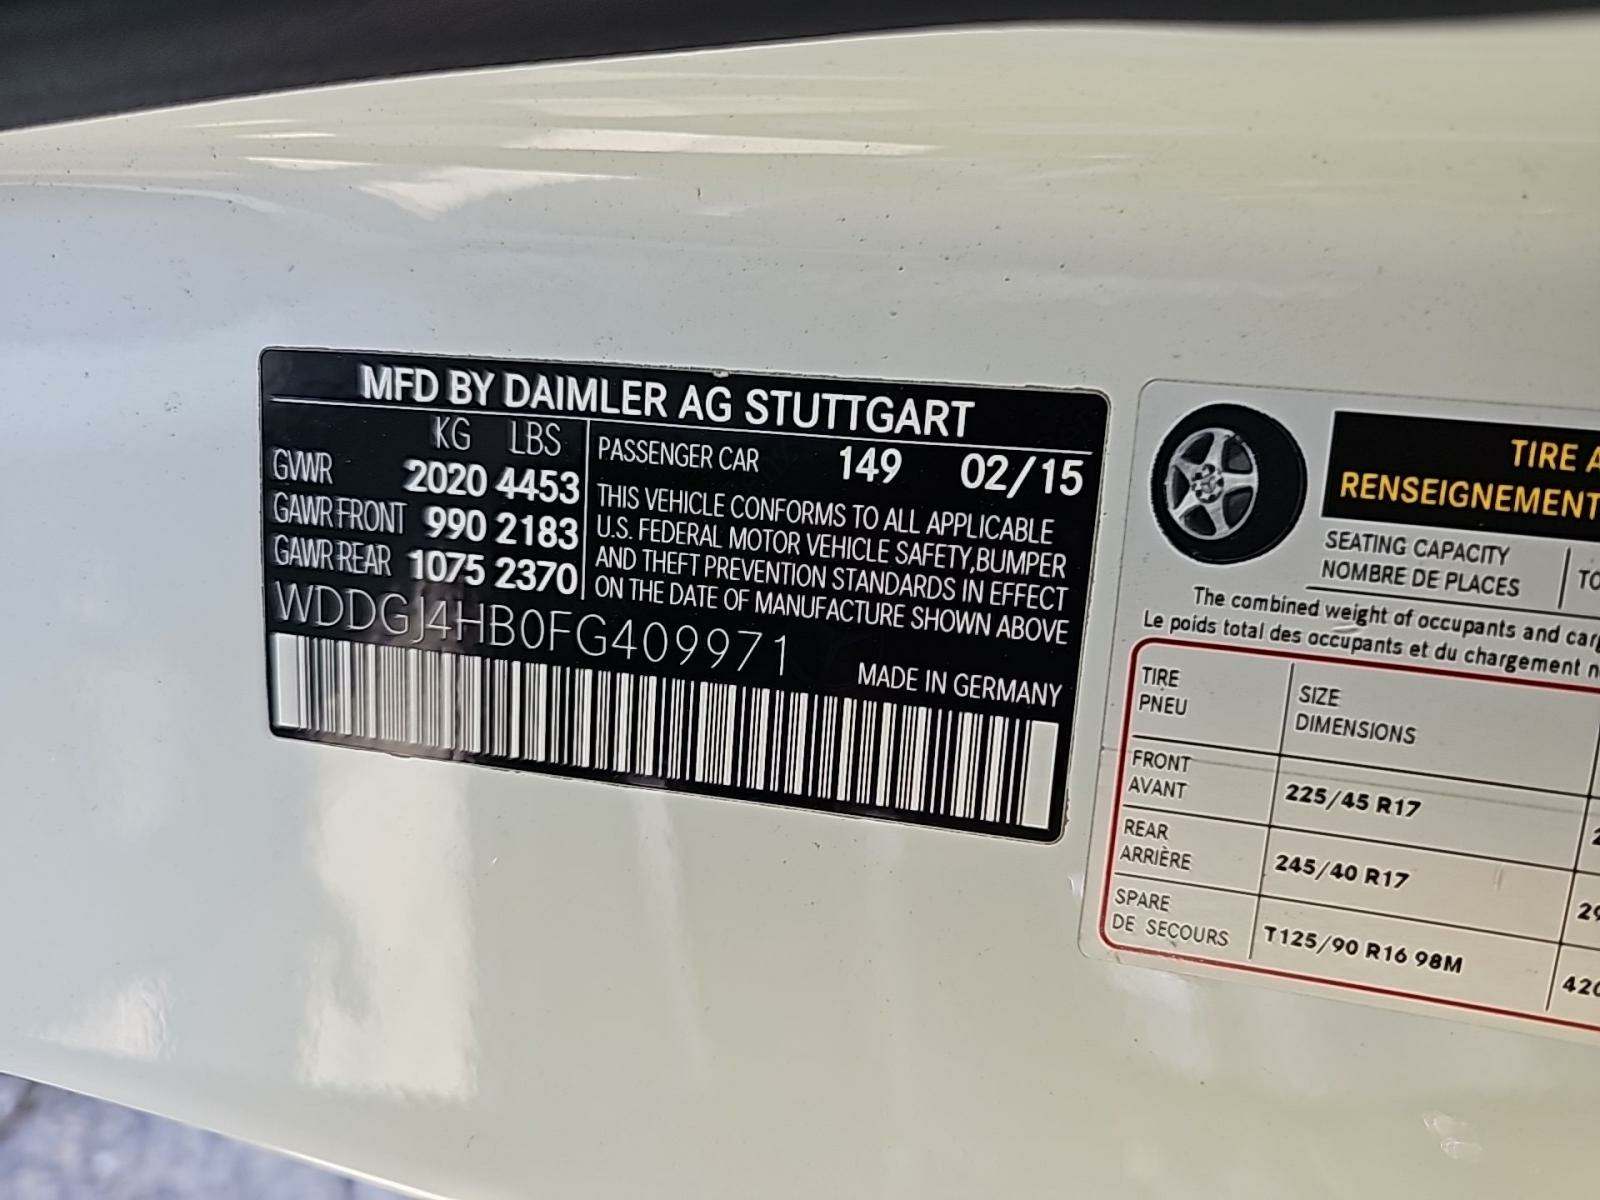 MFD BY DAIMLER AG STUTTGART
KG LBS
GVWR 2020 4453
GAWR FRONT 990 2183
GAWR REAR 1075 2370
PASSENGER CAR 149 02/15
THIS VEHICLE CONFORMS TO ALL APPLICABLE
U.S. FEDERAL MOTOR VEHICLE SAFETY, BUMPER
AND THEFT PREVENTION STANDARDS IN EFFECT
ON THE DATE OF MANUFACTURE SHOWN ABOVE
WDDGJ4HB0FG409971
MADE IN GERMANY
TIRE A
RENSEIGNEMENT
SEATING CAPACITY
NOMBRE DE PLACES
TO
The combined weight of occupants and car
Le poids total des occupants et du chargement n
TIRE
PNEU
SIZE
DIMENSIONS
FRONT
AVANT
225/45 R17
REAR
ARRIÈRE
245/40 R17
29
SPARE
DE SECOURS
T125/90 R16 98M
420